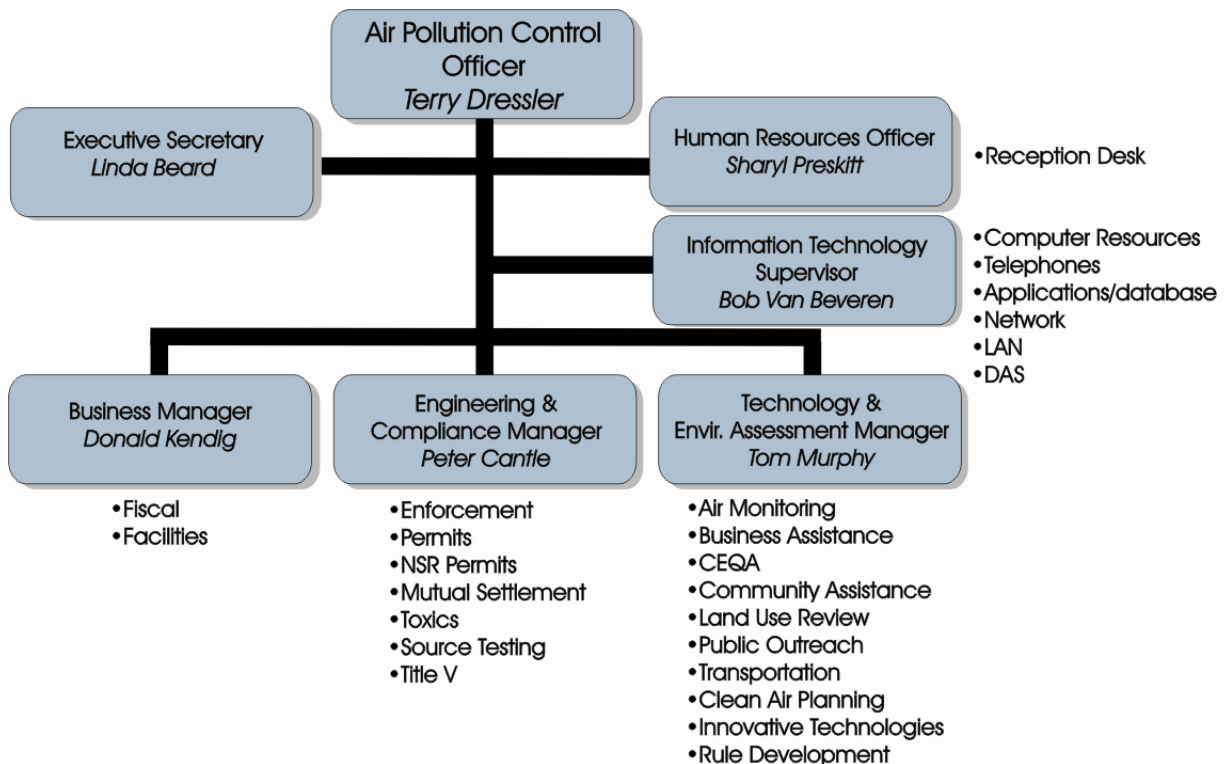 Air Pollution Control
Officer
Terry Dressler
Executive Secretary
Linda Beard
Human Resources Officer
Sharyl Preskitt
•Reception Desk
Information Technology
Supervisor
Bob Van Beveren
•Computer Resources
•Telephones
•Applications/database
•Network
•LAN
•DAS
Business Manager
Donald Kendig
•Fiscal
•Facilities
Engineering &
Compliance Manager
Peter Cantle
•Enforcement
•Permits
•NSR Permits
•Mutual Settlement
•Toxics
•Source Testing
•Title V
Technology &
Envir. Assessment Manager
Tom Murphy
•Air Monitoring
•Business Assistance
•CEQA
•Community Assistance
•Land Use Review
•Public Outreach
•Transportation
•Clean Air Planning
•Innovative Technologies
•Rule Development